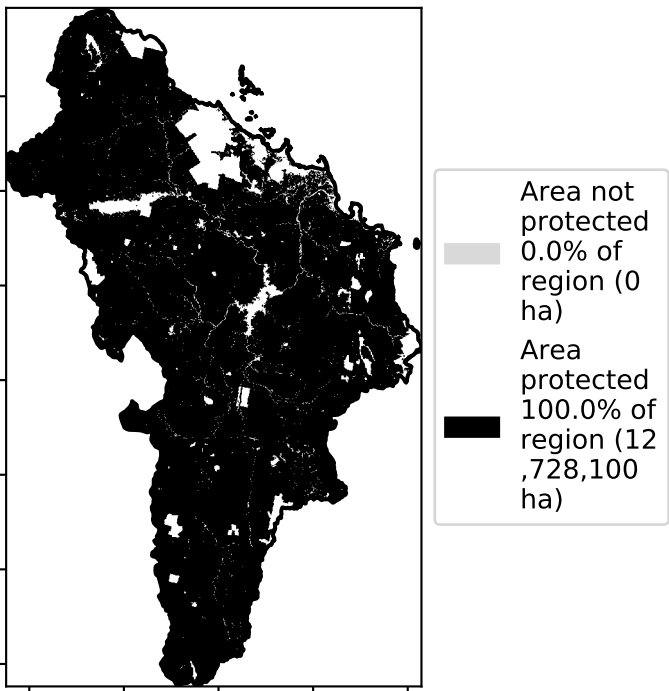 Area not
protected
0.0% of
region (0
ha)
Area
protected
100.0% of
region (12
,728,100
ha)